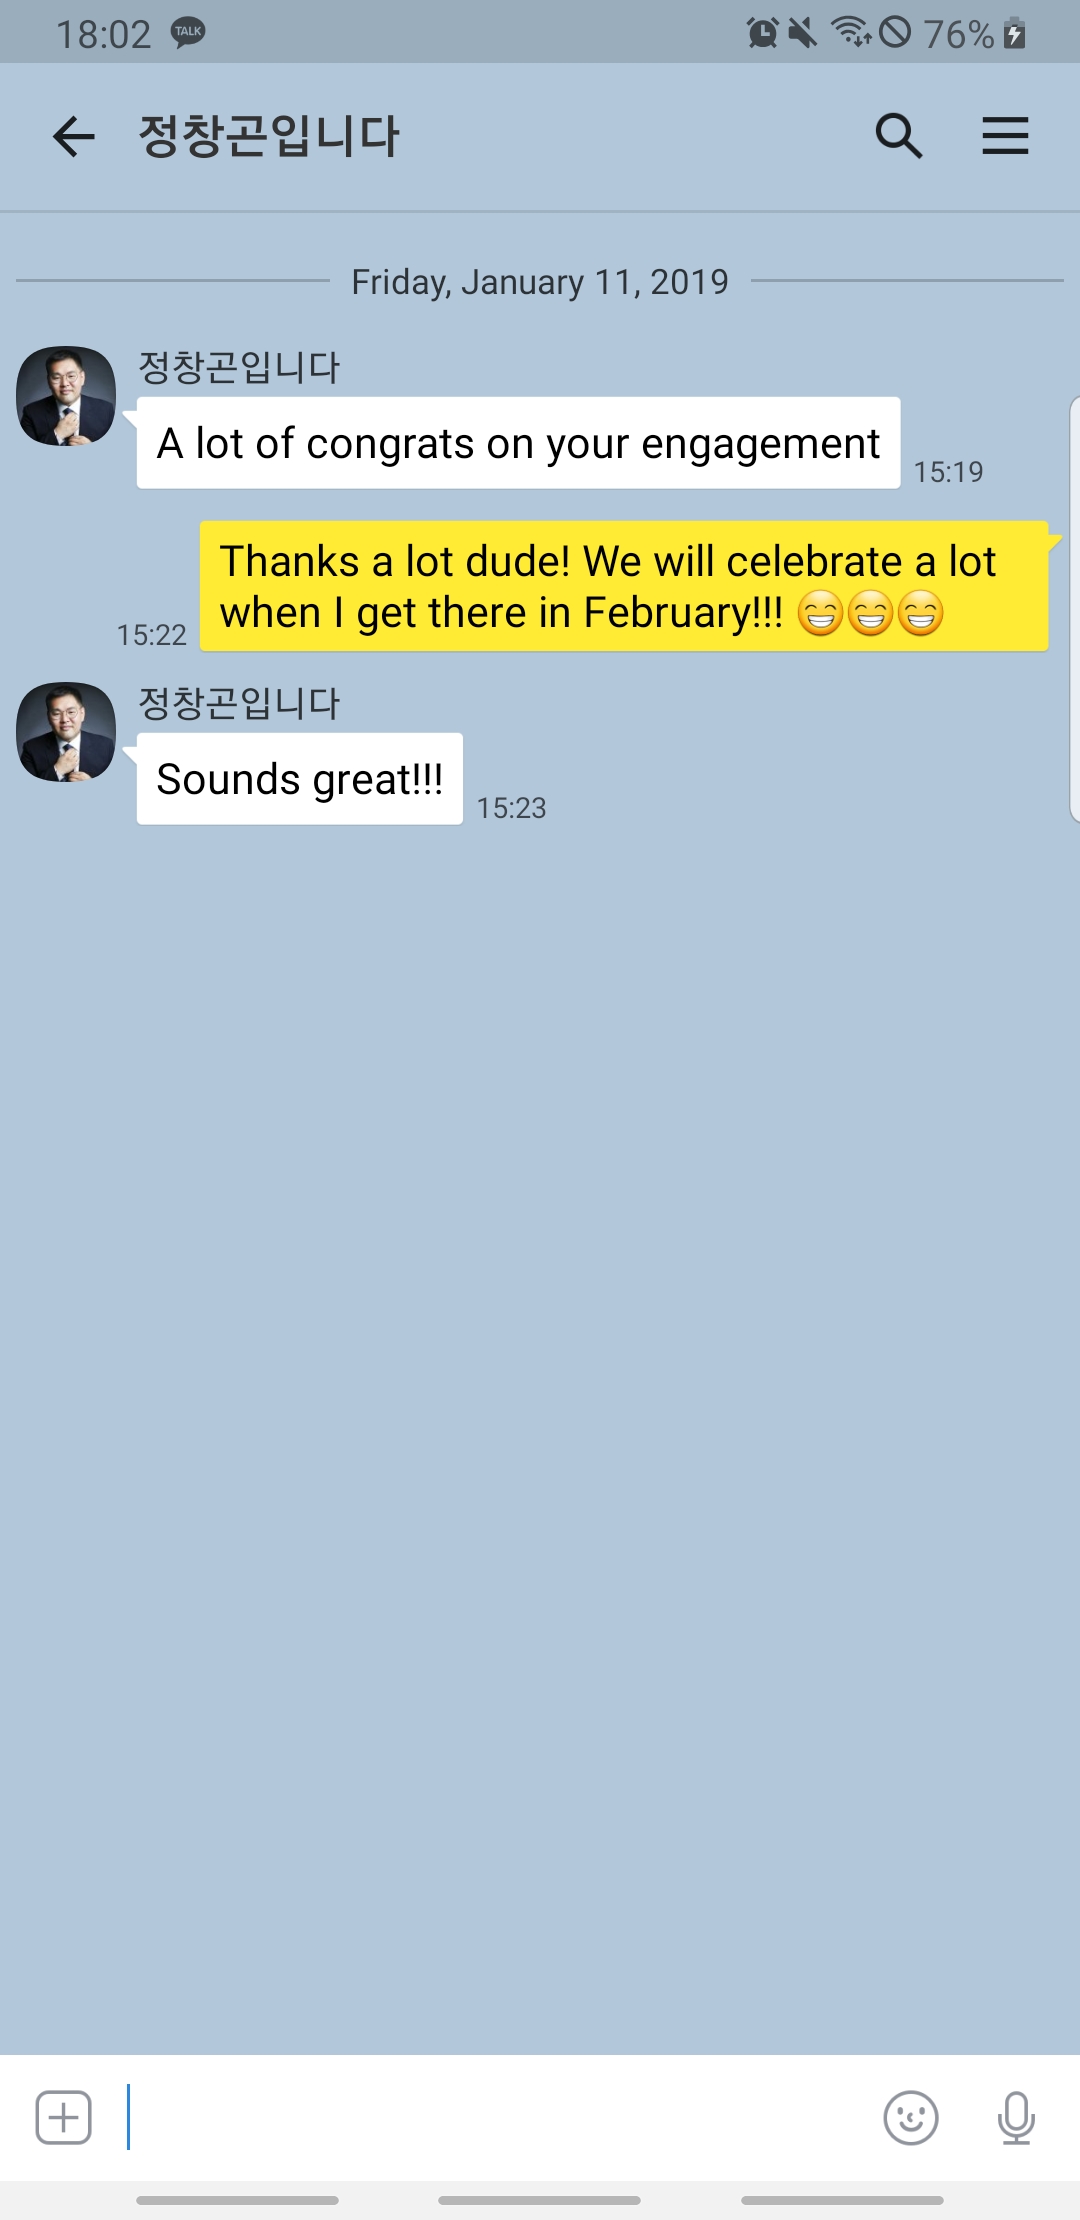 18:02
TALK
76%
정창곤입니다
Friday, January 11, 2019
정창곤입니다
A lot of congrats on your engagement
15:19
Thanks a lot dude! We will celebrate a lot
when I get there in February!!! 😁😁😁
15:22
정창곤입니다
Sounds great!!!
15:23